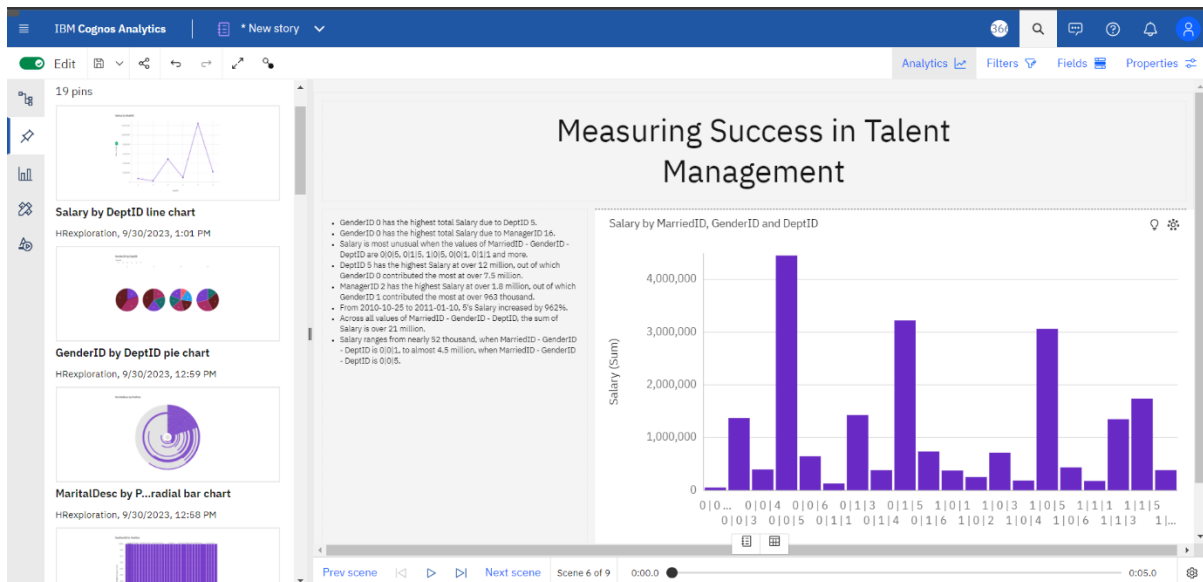 IBM Cognos Analytics
* New story
Edit
Analytics
Filters
Fields
Properties
19 pins
Salary by DeptID line chart
HRexploration, 9/30/2023, 1:01 PM
GenderID by DeptID pie chart
HRexploration, 9/30/2023, 12:59 PM
MaritalDesc by P...radial bar chart
HRexploration, 9/30/2023, 12:58 PM
Measuring Success in Talent
Management
• GenderID 0 has the highest total Salary due to DeptID 5.
• GenderID 0 has the highest total Salary due to ManagerID 16.
• Salary is most unusual when the values of MarriedID - GenderID -
DeptID are 0|0|5, 0|1|5, 1|0|5, 0|0|1, 0|1|1 and more.
• DeptID 5 has the highest Salary at over 12 million, out of which
GenderID 0 contributed the most at over 7.5 million.
• ManagerID 2 has the highest Salary at over 1.8 million, out of which
GenderID 1 contributed the most at over 963 thousand.
• From 2010-10-25 to 2011-01-10, 5's Salary increased by 962%.
• Across all values of MarriedID - GenderID - DeptID, the sum of
Salary is over 21 million.
• Salary ranges from nearly 52 thousand, when MarriedID - GenderID
- DeptID is 0|0|1, to almost 4.5 million, when MarriedID - GenderID
- DeptID is 0|0|5.
Salary by MarriedID, GenderID and DeptID
Salary (Sum)
4,000,000
3,000,000
2,000,000
1,000,000
0
0|0... 0|0|4 0|0|6 0|1|3 0|1|5 1|0|1 1|0|3 1|0|5 1|1|1 1|1|5
0|0|3 0|0|5 0|1|1 0|1|4 0|1|6 1|0|2 1|0|4 1|0|6 1|1|3 1|...
Prev scene
Next scene
Scene 6 of 9
0:00.0
0:05.0